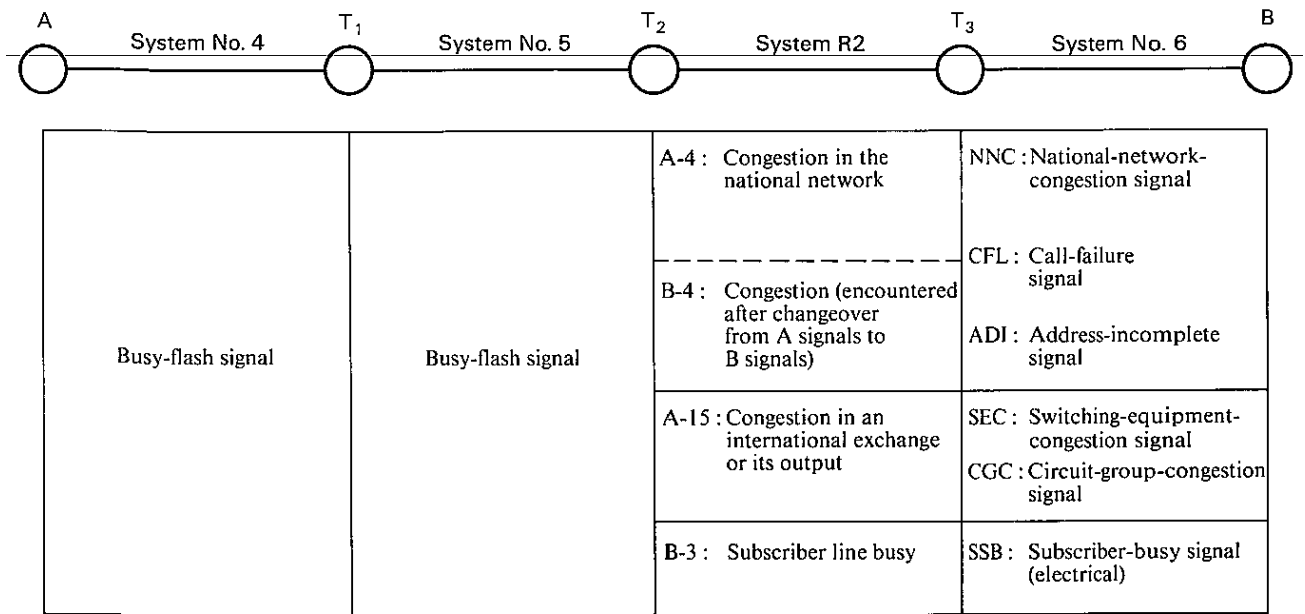 A T1 T2 T3 B
System No. 4 System No. 5 System R2 System No. 6
Busy-flash signal
Busy-flash signal
A-4 : Congestion in the
national network
B-4 : Congestion (encountered
after changeover
from A signals to
B signals)
A-15 : Congestion in an
international exchange
or its output
B-3 : Subscriber line busy
NNC : National-network-
congestion signal
CFL : Call-failure
signal
ADI : Address-incomplete
signal
SEC : Switching-equipment-
congestion signal
CGC : Circuit-group-congestion
signal
SSB : Subscriber-busy signal
(electrical)